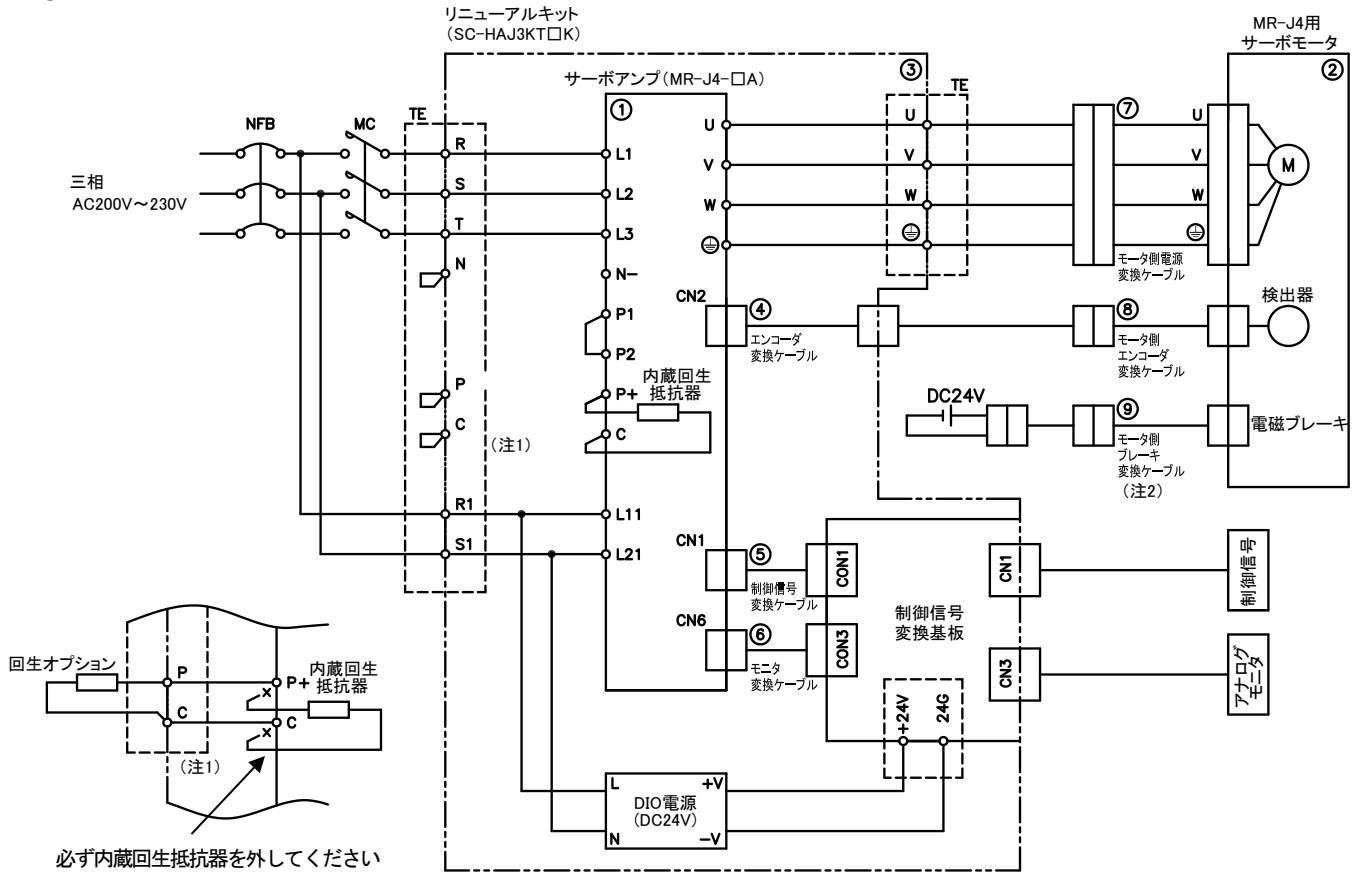 リニューアルキット
(SC-HAJ3KT□K)
MR-J4用
サーボモータ
②
③
サーボアンプ(MR-J4-□A)
①
TE
TE
NFB
MC
R
S
T
N
P
C
R1
S1
(注1)
三相
AC200V～230V
L1
L2
L3
N-
P1
P2
P+
C
内蔵回生
抵抗器
L11
L21
U
V
W
U
V
W
⑦
モータ側電源
変換ケーブル
U
V
W
M
CN2
④
エンコーダ
変換ケーブル
⑧
モータ側
エンコーダ
変換ケーブル
検出器
DC24V
⑨
モータ側
ブレーキ
変換ケーブル
(注2)
電磁ブレーキ
CN1
⑤
制御信号
変換ケーブル
CON1
CN1
制御信号
CN6
⑥
モニタ
変換ケーブル
CON3
制御信号
変換基板
CN3
アナログ
モニタ
+24V
24G
L
N
DIO電源
(DC24V)
+V
-V
回生オプション
P
C
(注1)
P+
C
内蔵回生
抵抗器
必ず内蔵回生抵抗器を外してください